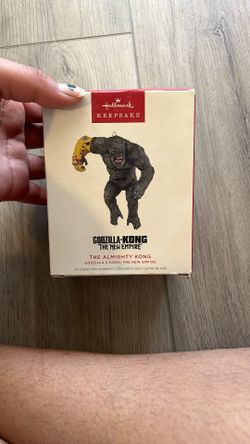 Hallmark
KEEPSAKE
GODZILLA×KONG
THE NEW EMPIRE
THE ALMIGHTY KONG
GODZILLA X KONG: THE NEW EMPIRE